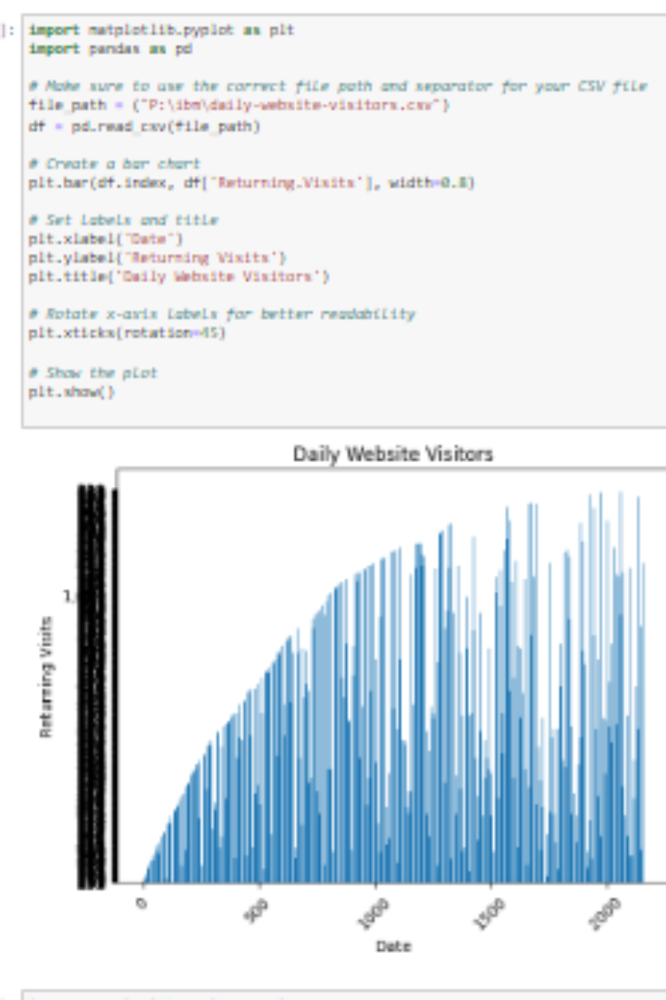 ]:
import matplotlib.pyplot as plt
import pandas as pd
# Make sure to use the correct file path and separator for your CSV file
file_path = ("P:\ibm\daily-website-visitors.csv")
df = pd.read_csv(file_path)
# Create a bar chart
plt.bar(df.index, df['Returning.Visits'], width=0.8)
# Set labels and title
plt.xlabel('Date')
plt.ylabel('Returning Visits')
plt.title('Daily Website Visitors')
# Rotate x-axis labels for better readability
plt.xticks(rotation=45)
# Show the plot
plt.show()
Daily Website Visitors
Returning Visits
0
500
1000
1500
2000
Date